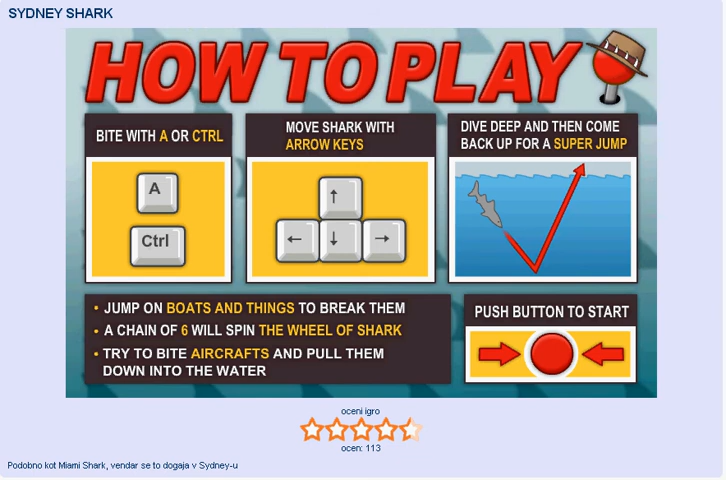 SYDNEY SHARK
HOW TO PLAY
BITE WITH A OR CTRL
A
Ctrl
MOVE SHARK WITH
ARROW KEYS
↑
← ↓ →
DIVE DEEP AND THEN COME
BACK UP FOR A SUPER JUMP
• JUMP ON BOATS AND THINGS TO BREAK THEM
• A CHAIN OF 6 WILL SPIN THE WHEEL OF SHARK
• TRY TO BITE AIRCRAFTS AND PULL THEM
DOWN INTO THE WATER
PUSH BUTTON TO START
oceni igro
ocen: 113
Podobno kot Miami Shark, vendar se to dogaja v Sydney-u